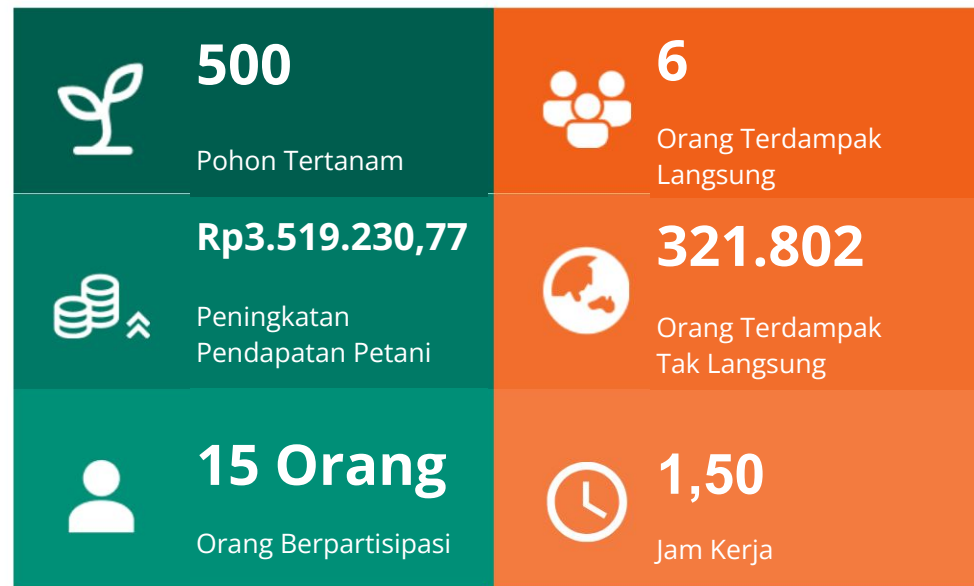 500
Pohon Tertanam
6
Orang Terdampak
Langsung
Rp3.519.230,77
Peningkatan
Pendapatan Petani
321.802
Orang Terdampak
Tak Langsung
15 Orang
Orang Berpartisipasi
1,50
Jam Kerja